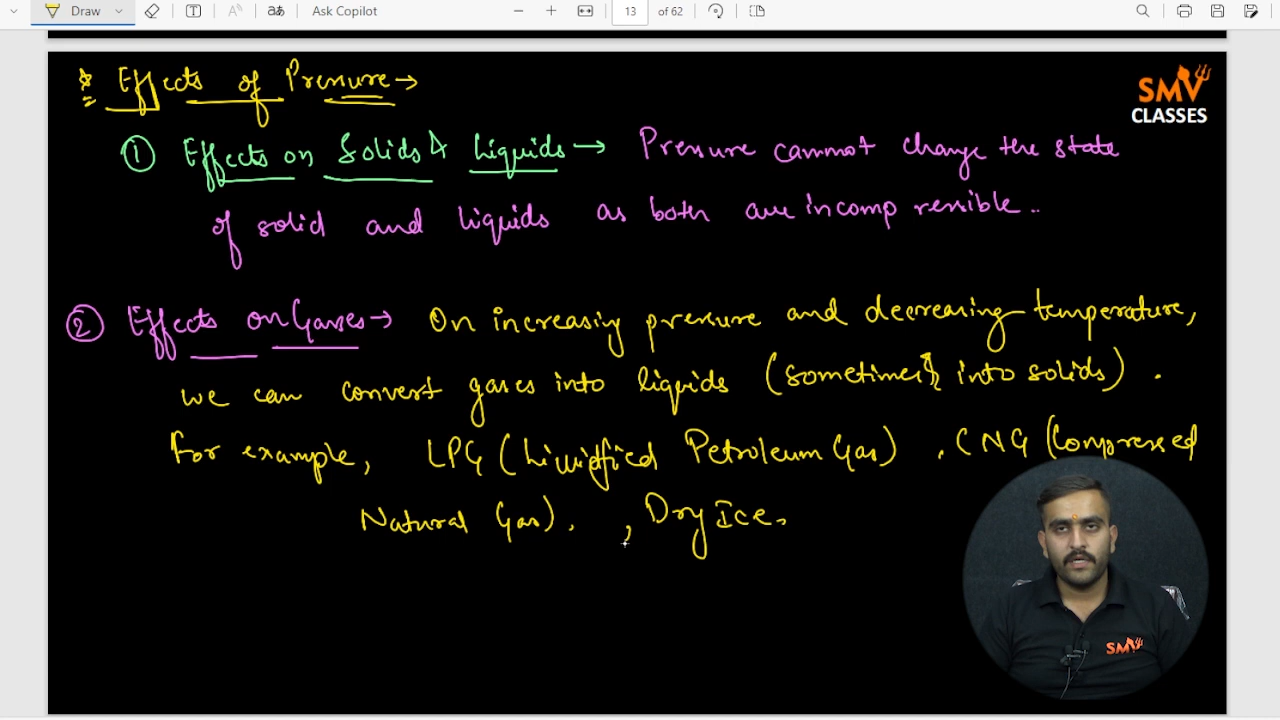 Draw
Ask Copilot
13 of 62
* Effects of Pressure →
SMV
CLASSES
① Effects on Solids & Liquids → Pressure cannot change the state
of solid and liquids as both are incompressible..
② Effects on Gases → On increasing pressure and decreasing temperature,
we can convert gases into liquids (sometimes into solids).
For example, LPG (Liquified Petroleum Gas), CNG (Compressed
Natural Gas), , Dry Ice.
SMV